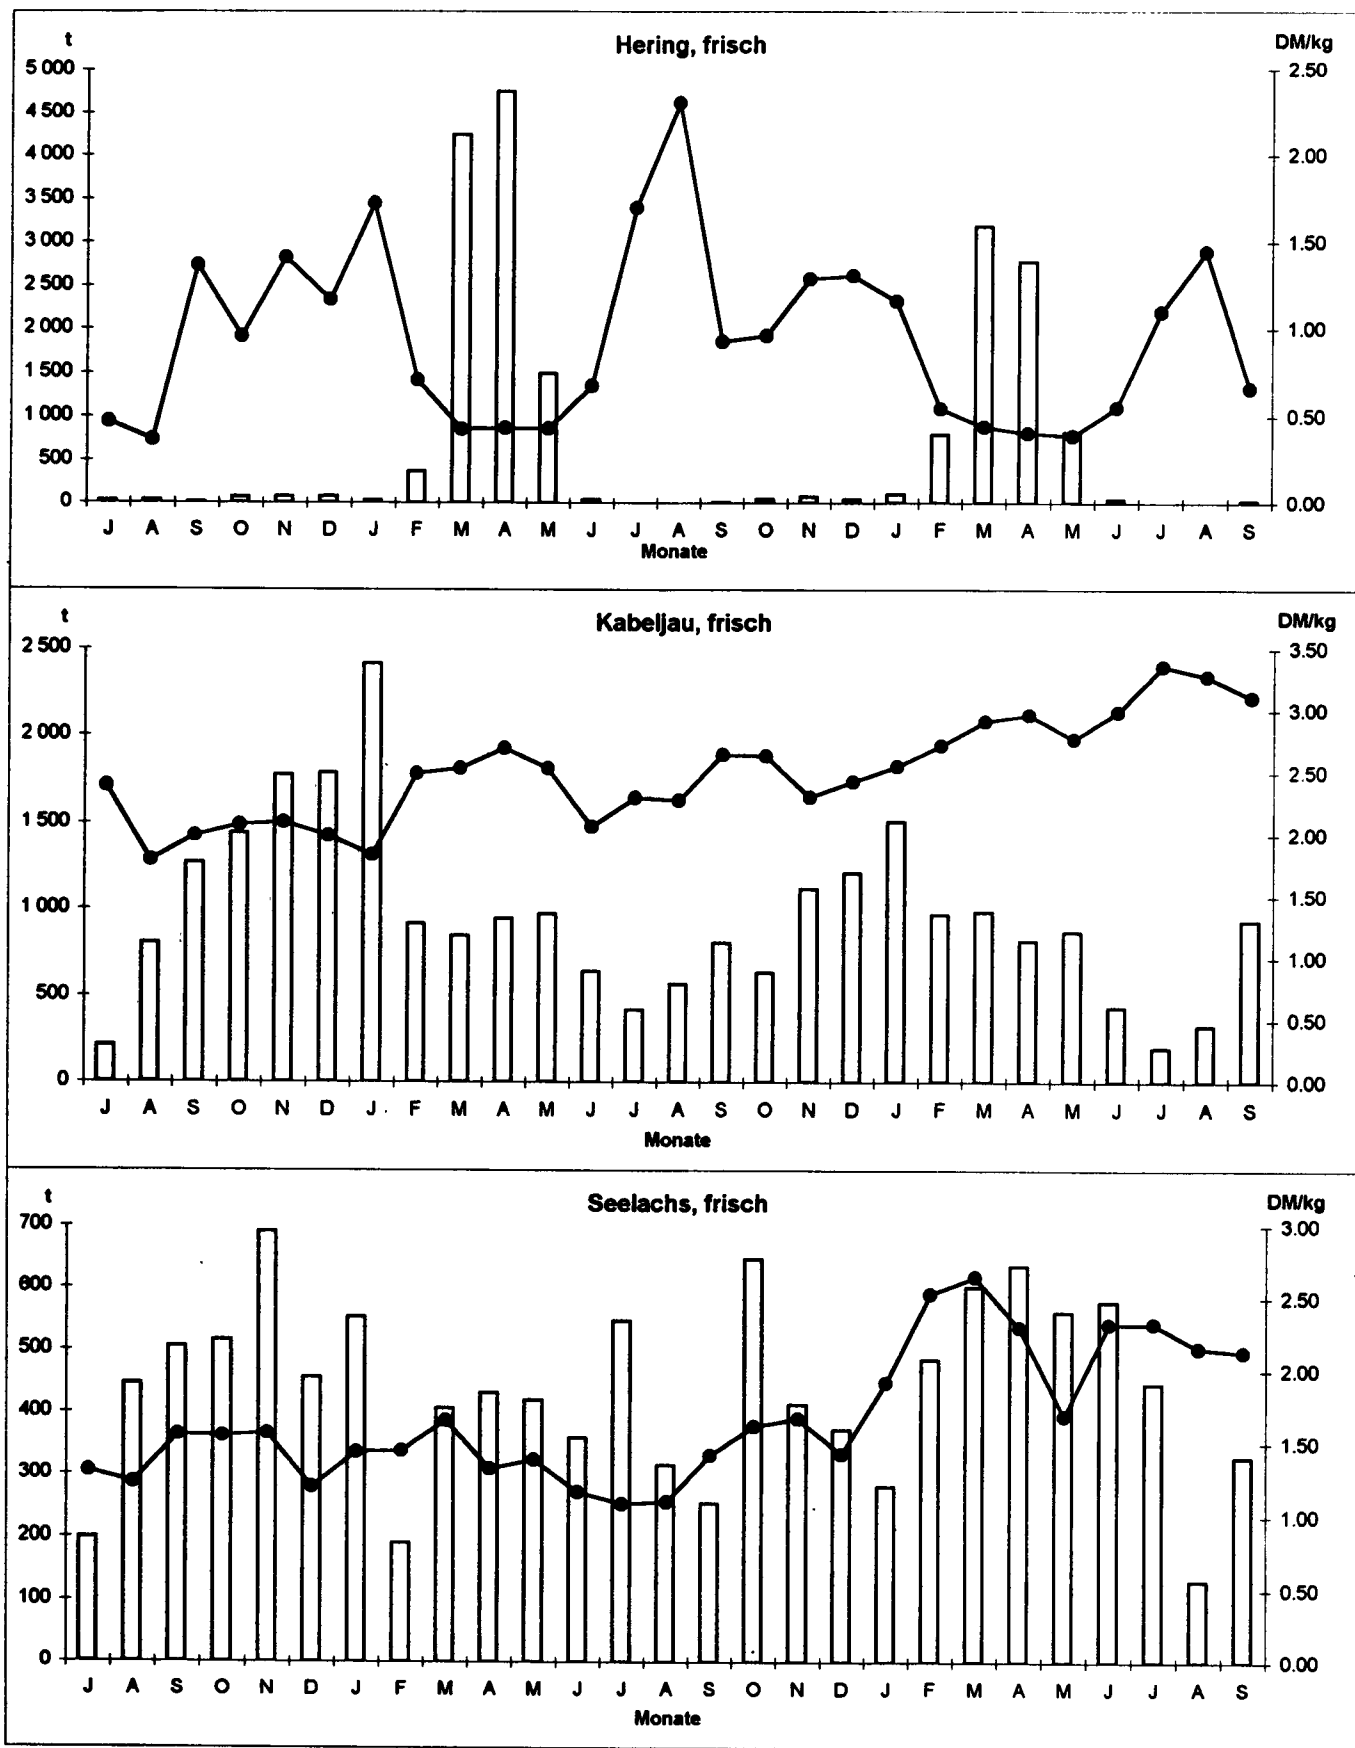 t Hering, frisch DM/kg
5 000 2.50
4 500
4 000 2.00
3 500
3 000 1.50
2 500
2 000 1.00
1 500
1 000 0.50
500
0 0.00
J A S O N D J F M A M J J A S O N D J F M A M J J A S
Monate
t Kabeljau, frisch DM/kg
2 500 3.50
3.00
2 000
2.50
1 500 2.00
1 000 1.50
1.00
500
0.50
0 0.00
J A S O N D J F M A M J J A S O N D J F M A M J J A S
Monate
t Seelachs, frisch DM/kg
700 3.00
600
2.50
500
2.00
400
300 1.50
200 1.00
100 0.50
0 0.00
J A S O N D J F M A M J J A S O N D J F M A M J J A S
Monate